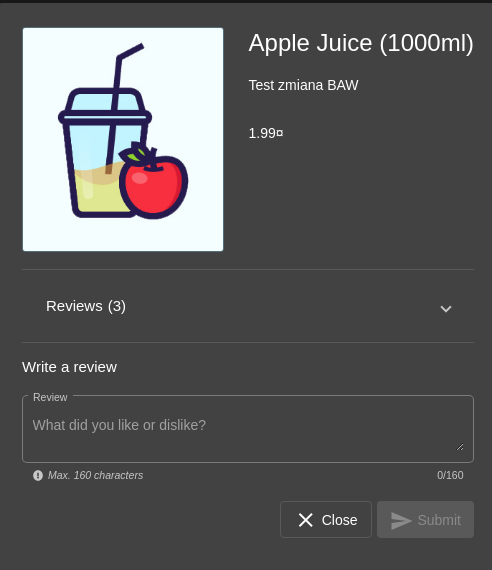 Apple Juice (1000ml)
Test zmiana BAW
1.99¤
Reviews (3)
Write a review
Review
What did you like or dislike?
Max. 160 characters
0/160
Close
Submit